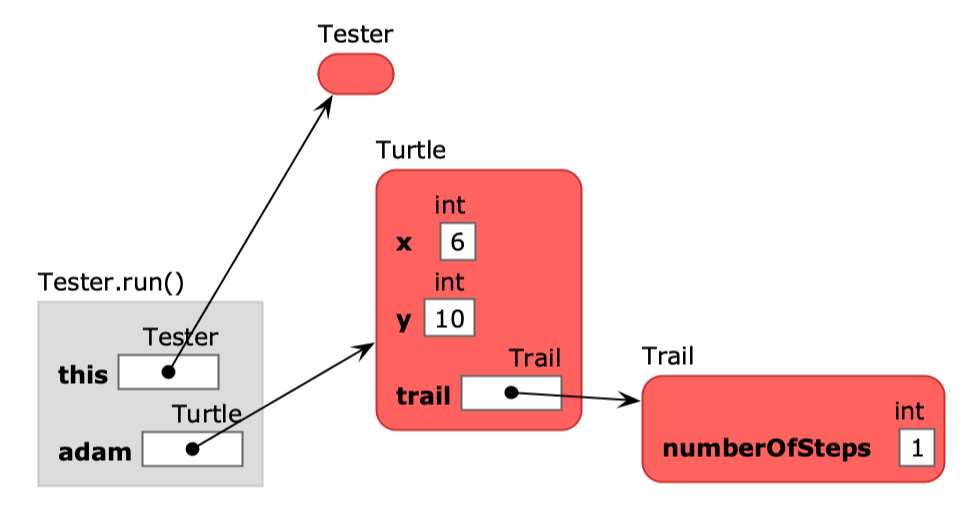 Tester
Turtle
int
x 6
int
y 10
Trail
trail
Tester.run()
Tester
this
Turtle
adam
Trail
int
numberOfSteps 1